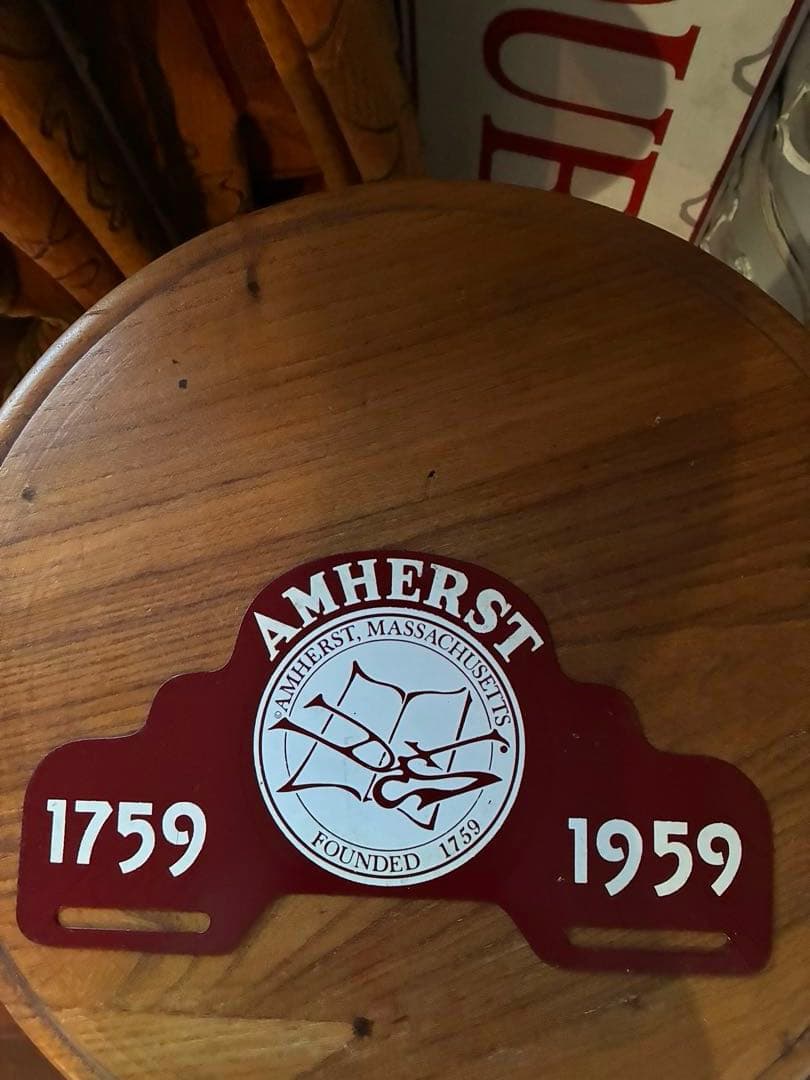 AMHERST
©AMHERST, MASSACHUSETTS
FOUNDED 1759
1759
1959